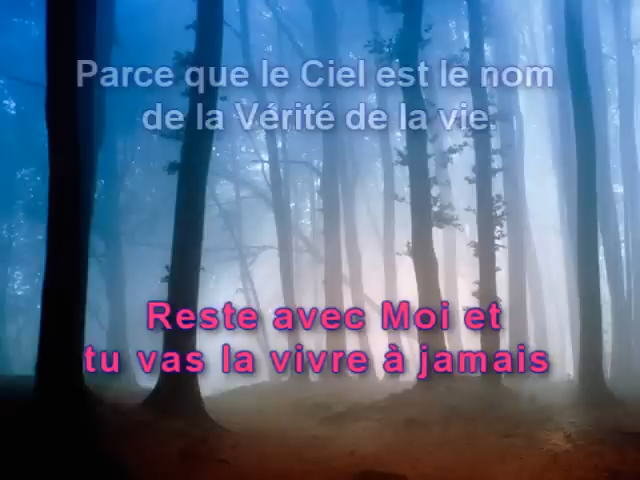 Parce que le Ciel est le nom
de la Vérité de la vie.
Reste avec Moi et
tu vas la vivre à jamais